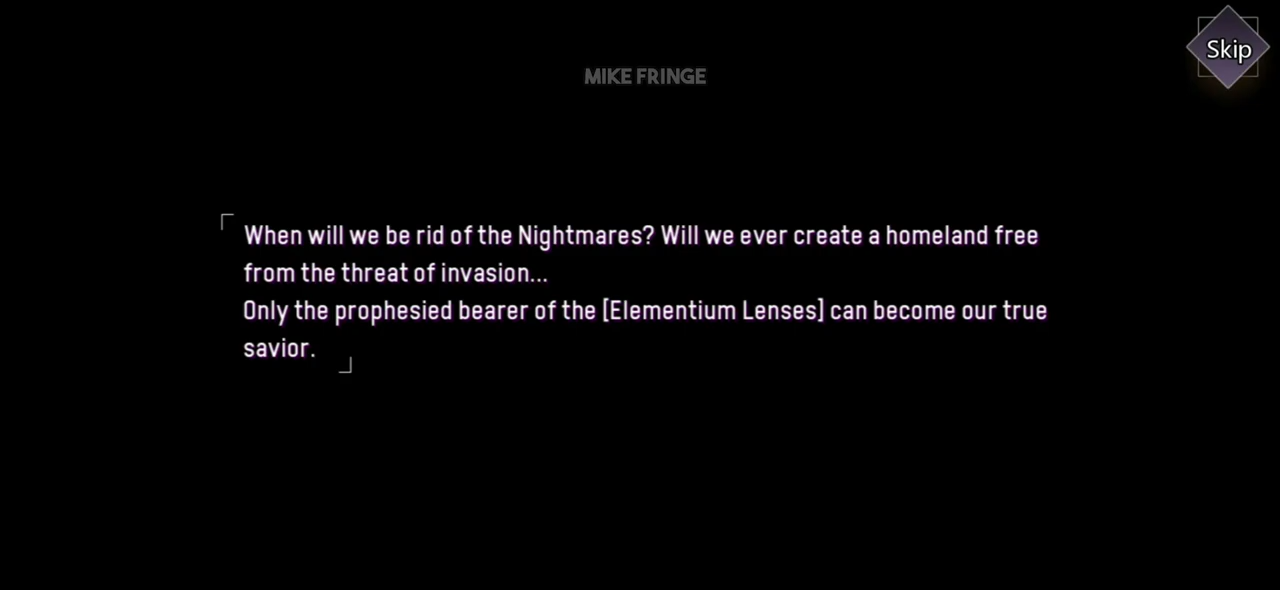 Skip
MIKE FRINGE
When will we be rid of the Nightmares? Will we ever create a homeland free
from the threat of invasion...
Only the prophesied bearer of the [Elementium Lenses] can become our true
savior.